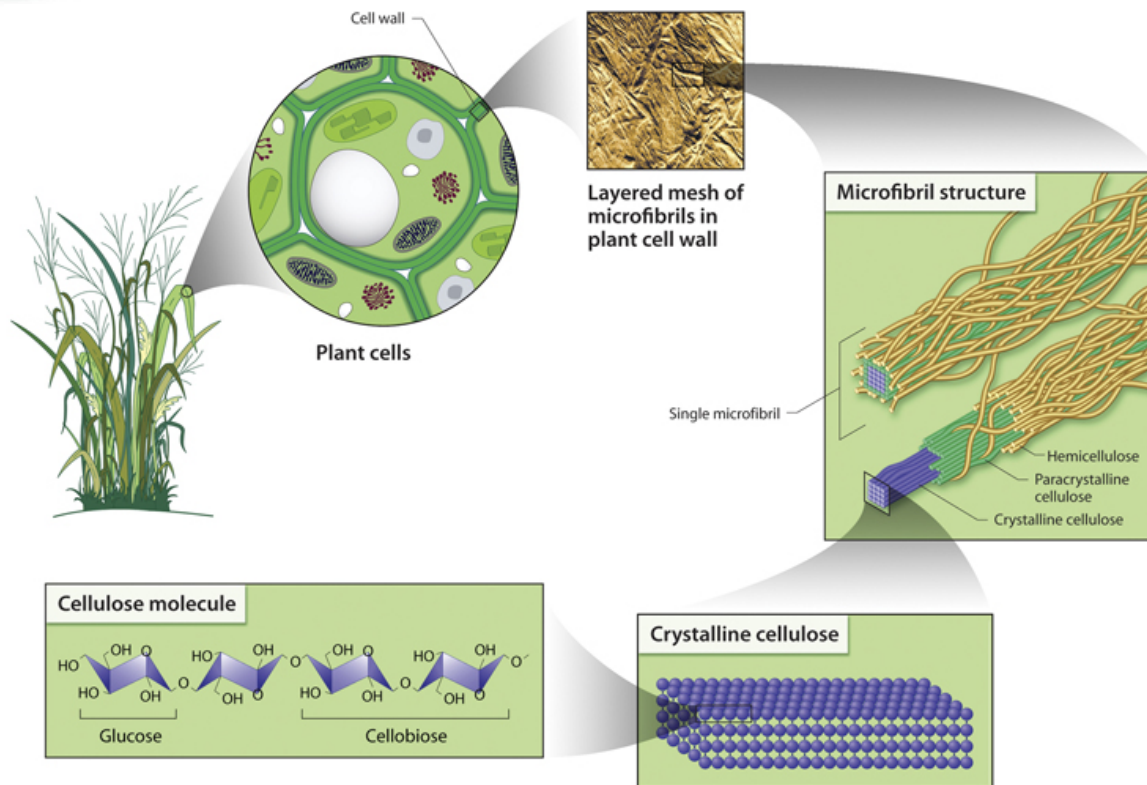 Cell wall
Plant cells
Layered mesh of
microfibrils in
plant cell wall
Microfibril structure
Single microfibril
Hemicellulose
Paracrystalline
cellulose
Crystalline cellulose
Cellulose molecule
HO
OH
O
HO
OH
O
HO
OH
OH
O
O
HO
OH
O
HO
OH
O
HO
OH
OH
O
O
Glucose
Cellobiose
Crystalline cellulose